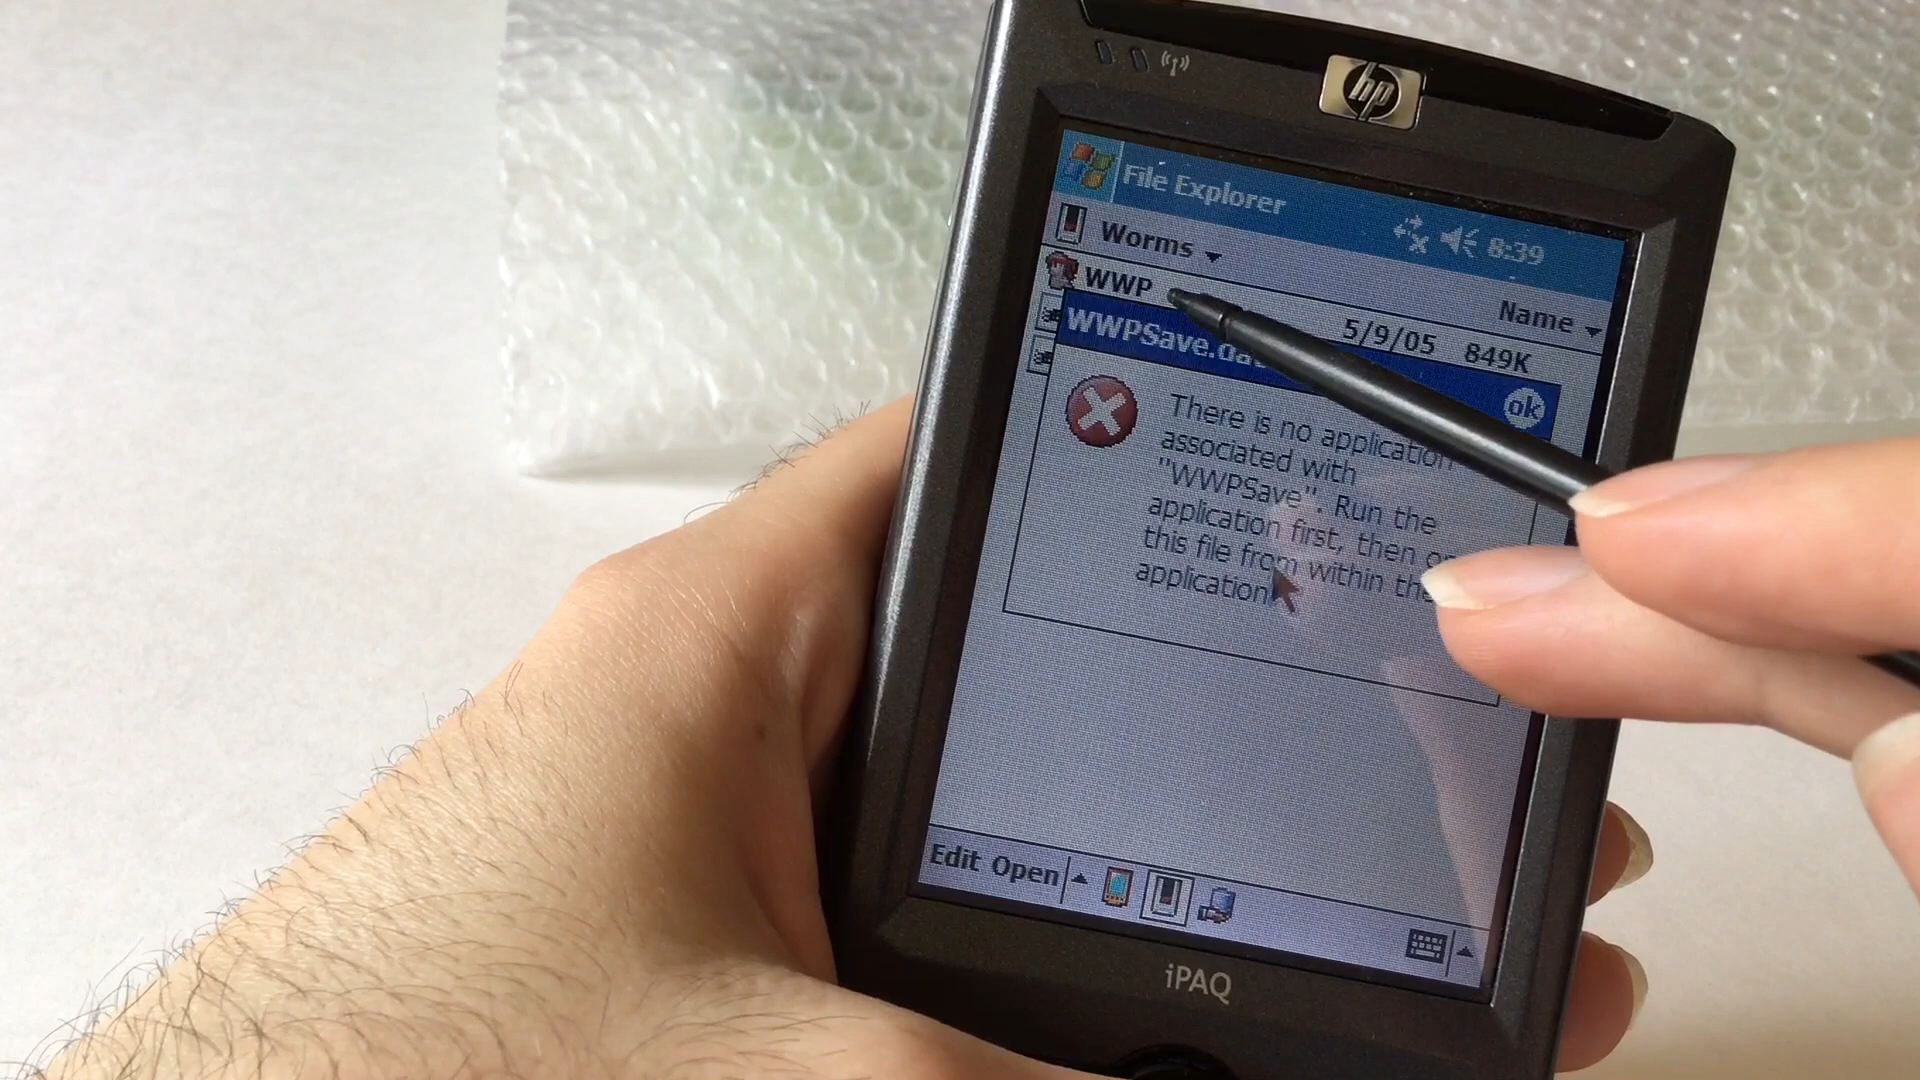 hp
File Explorer
8:39
Worms
Name
WWP
5/9/05 849K
WWPSave.da
ok
There is no application
associated with
"WWPSave". Run the
application first, then
this file from within the
application.
Edit Open
iPAQ